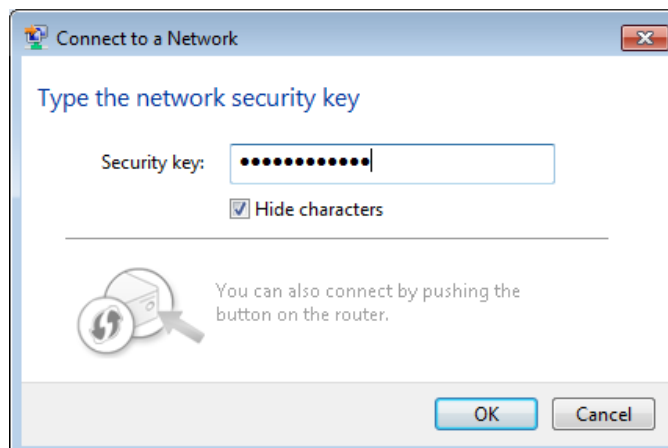 Connect to a Network
Type the network security key
Security key: ●●●●●●●●●●●●
Hide characters
You can also connect by pushing the
button on the router.
OK Cancel